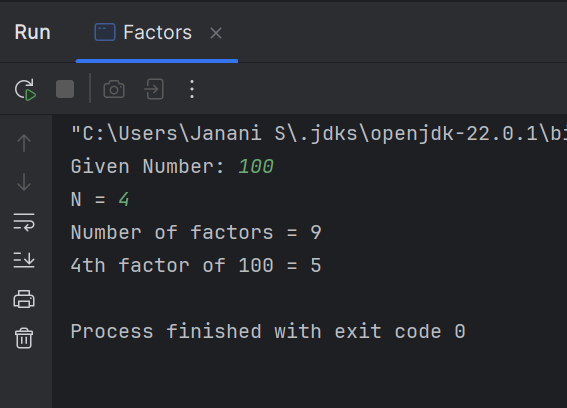 Run Factors
"C:\Users\Janani S\.jdks\openjdk-22.0.1\bi
Given Number: 100
N = 4
Number of factors = 9
4th factor of 100 = 5
Process finished with exit code 0